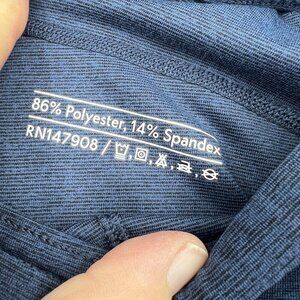 86% Polyester, 14% Spandex
RN147908 /